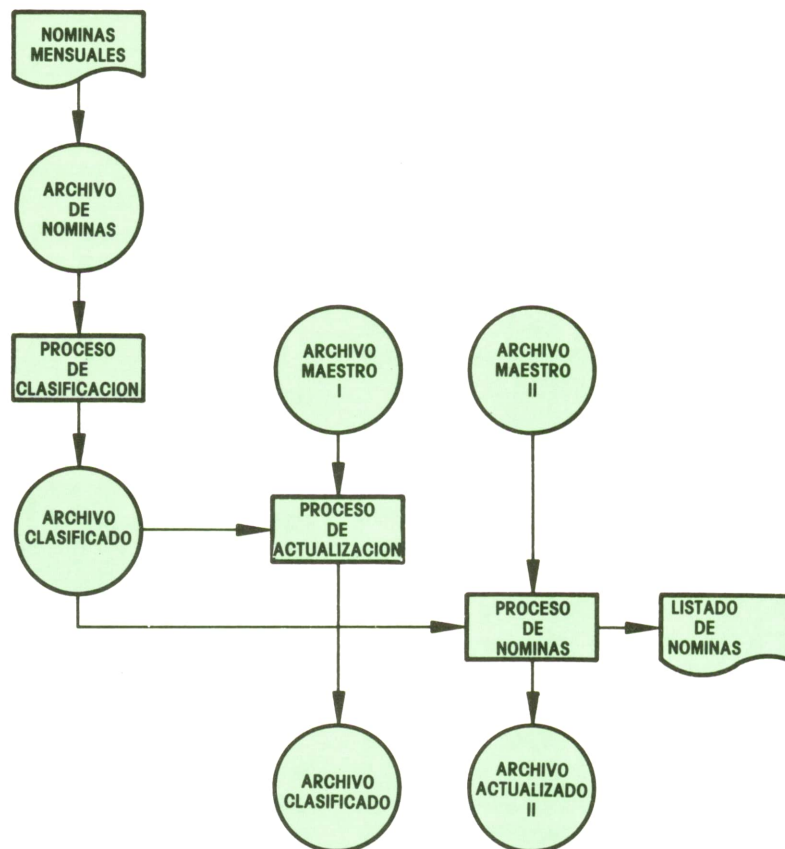 NOMINAS
MENSUALES
ARCHIVO
DE
NOMINAS
PROCESO
DE
CLASIFICACION
ARCHIVO
MAESTRO
I
ARCHIVO
MAESTRO
II
ARCHIVO
CLASIFICADO
PROCESO
DE
ACTUALIZACION
PROCESO
DE
NOMINAS
LISTADO
DE
NOMINAS
ARCHIVO
CLASIFICADO
ARCHIVO
ACTUALIZADO
II